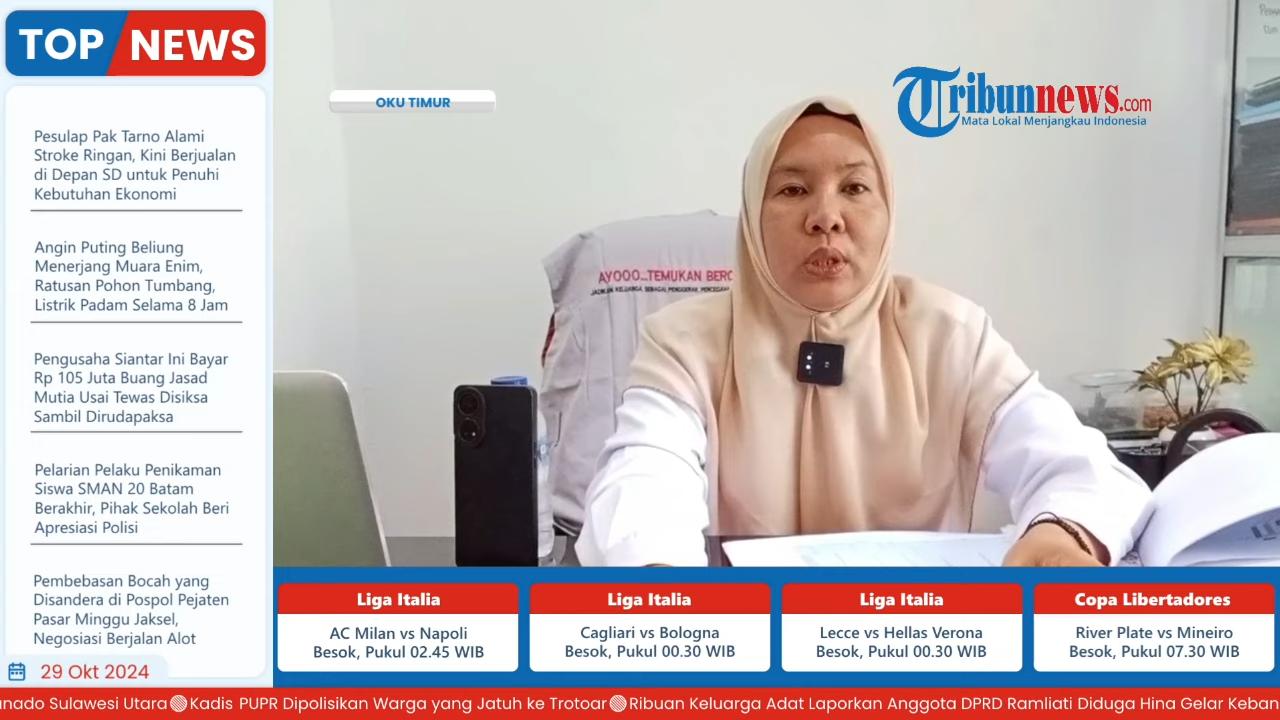 TOP NEWS
Pesulap Pak Tarno Alami
Stroke Ringan, Kini Berjualan
di Depan SD untuk Penuhi
Kebutuhan Ekonomi
Angin Puting Beliung
Menerjang Muara Enim,
Ratusan Pohon Tumbang,
Listrik Padam Selama 8 Jam
Pengusaha Siantar Ini Bayar
Rp 105 Juta Buang Jasad
Mutia Usai Tewas Disiksa
Sambil Dirudapaksa
Pelarian Pelaku Penikaman
Siswa SMAN 20 Batam
Berakhir, Pihak Sekolah Beri
Apresiasi Polisi
Pembebasan Bocah yang
Disandera di Pospol Pejaten
Pasar Minggu Jaksel,
Negosiasi Berjalan Alot
29 Okt 2024
OKU TIMUR
Tribunnews.com
Mata Lokal Menjangkau Indonesia
AYOOO...TEMUKAN BERC
JADIKAN KELUARGA SEBAGAI PENGGERAK PENCEGAHAN
Liga Italia
AC Milan vs Napoli
Besok, Pukul 02.45 WIB
Liga Italia
Cagliari vs Bologna
Besok, Pukul 00.30 WIB
Liga Italia
Lecce vs Hellas Verona
Besok, Pukul 00.30 WIB
Copa Libertadores
River Plate vs Mineiro
Besok, Pukul 07.30 WIB
nado Sulawesi Utara Kadis PUPR Dipolisikan Warga yang Jatuh ke Trotoar Ribuan Keluarga Adat Laporkan Anggota DPRD Ramliati Diduga Hina Gelar Keban